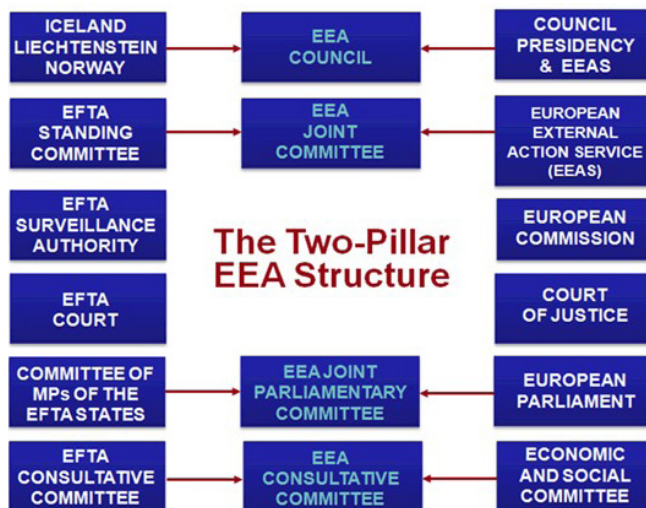 ICELAND
LIECHTENSTEIN
NORWAY
EEA
COUNCIL
COUNCIL
PRESIDENCY
& EEAS
EFTA
STANDING
COMMITTEE
EEA
JOINT
COMMITTEE
EUROPEAN
EXTERNAL
ACTION SERVICE
(EEAS)
EFTA
SURVEILLANCE
AUTHORITY
The Two-Pillar
EEA Structure
EUROPEAN
COMMISSION
EFTA
COURT
COURT
OF JUSTICE
COMMITTEE OF
MPs OF THE
EFTA STATES
EEA JOINT
PARLIAMENTARY
COMMITTEE
EUROPEAN
PARLIAMENT
EFTA
CONSULTATIVE
COMMITTEE
EEA
CONSULTATIVE
COMMITTEE
ECONOMIC
AND SOCIAL
COMMITTEE